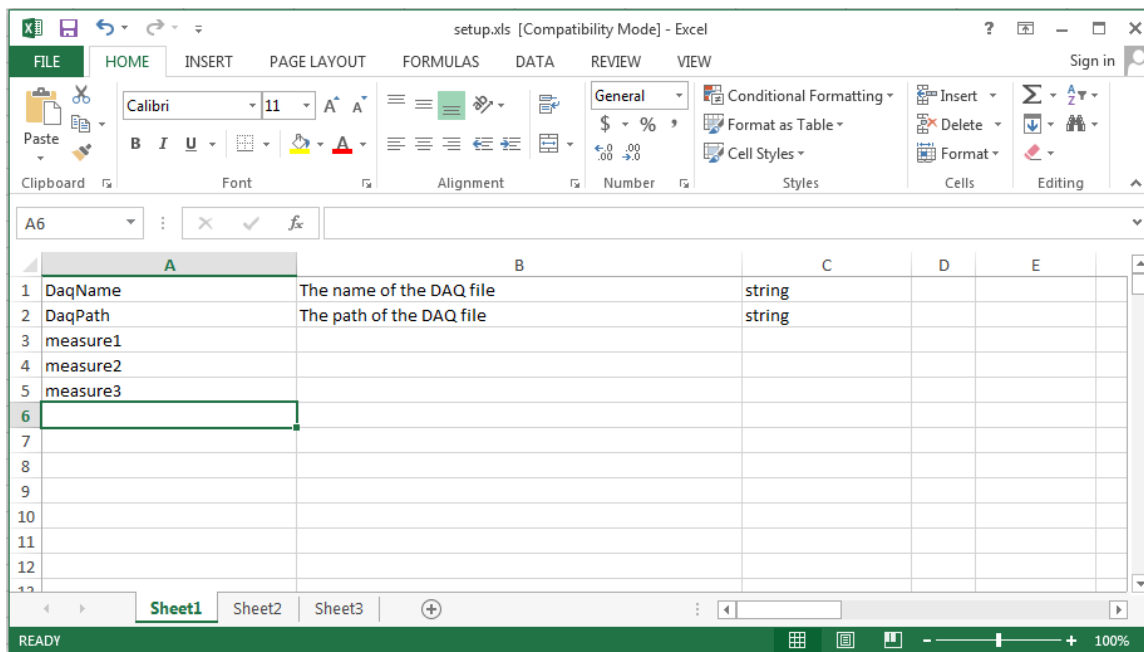 setup.xls [Compatibility Mode] - Excel
FILE HOME INSERT PAGE LAYOUT FORMULAS DATA REVIEW VIEW Sign in
Paste
Calibri 11
B I U
General
$ % ,
Conditional Formatting
Format as Table
Cell Styles
Insert
Delete
Format
Clipboard Font Alignment Number Styles Cells Editing
A6 fx
A B C D E
1 DaqName The name of the DAQ file string
2 DaqPath The path of the DAQ file string
3 measure1
4 measure2
5 measure3
6
7
8
9
10
11
12
Sheet1 Sheet2 Sheet3
READY 100%